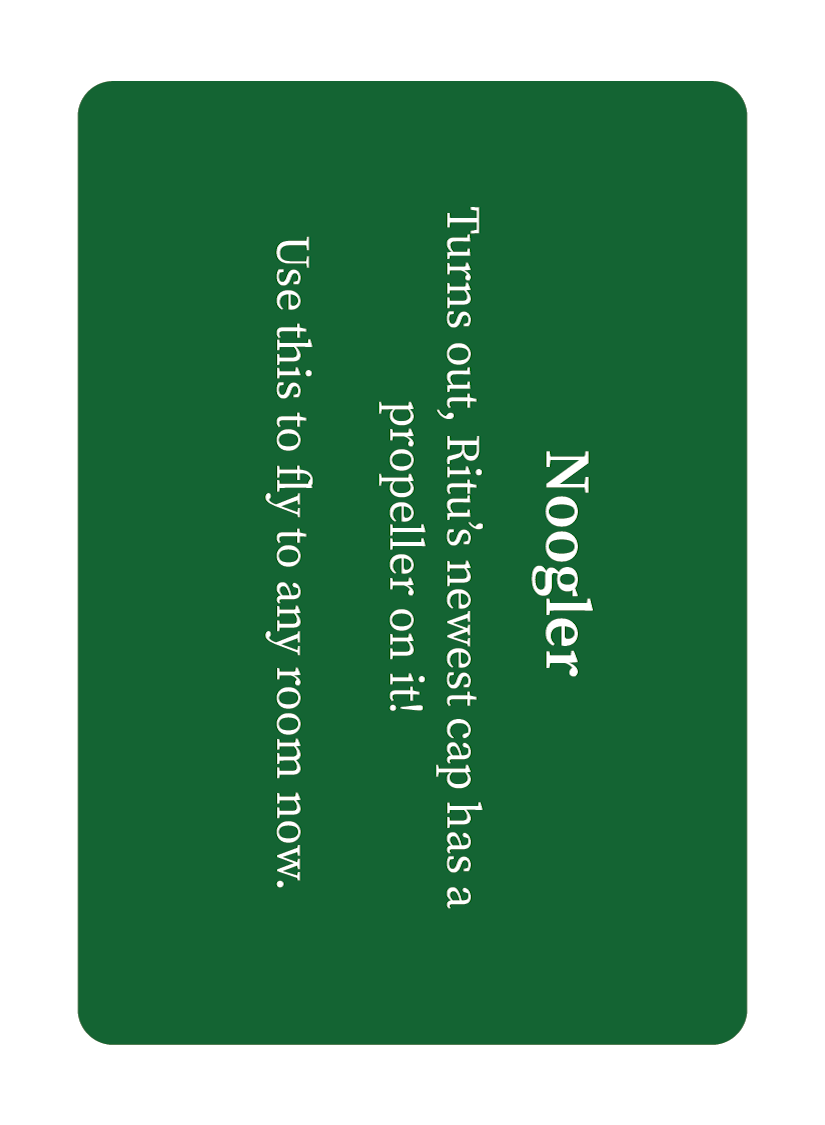 Noogler
Turns out, Ritu’s newest cap has a
propeller on it!
Use this to fly to any room now.